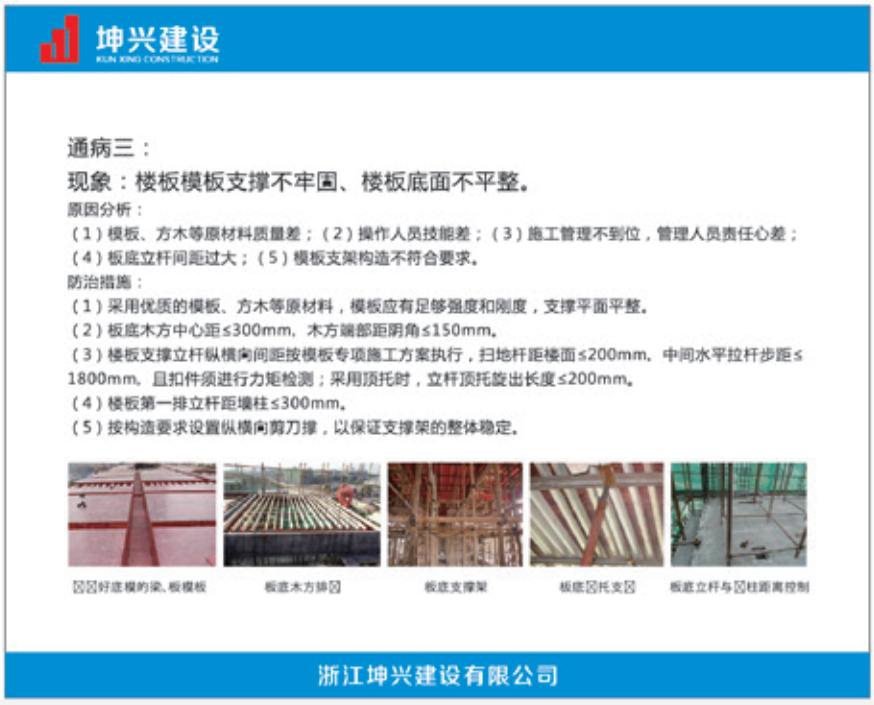 坤兴建设
KUN XING CONSTRUCTION
通病三：
现象：楼板模板支撑不牢固、楼板底面不平整。
原因分析：
（1）模板、方木等原材料质量差；（2）操作人员技能差；（3）施工管理不到位，管理人员责任心差；
（4）板底立杆间距过大；（5）模板支架构造不符合要求。
防治措施：
（1）采用优质的模板、方木等原材料，模板应有足够强度和刚度，支撑平面平整。
（2）板底木方中心距≤300mm，木方端部距阴角≤150mm。
（3）楼板支撑立杆纵横向间距按模板专项施工方案执行，扫地杆距楼面≤200mm，中间水平拉杆步距≤
1800mm，且扣件须进行力矩检测；采用顶托时，立杆顶托旋出长度≤200mm。
（4）楼板第一排立杆距墙柱≤300mm。
（5）按构造要求设置纵横向剪刀撑，以保证支撑架的整体稳定。
好底模的梁、板模板
板底木方排
板底支撑架
板底 托支
板底立杆与 柱距离控制
浙江坤兴建设有限公司